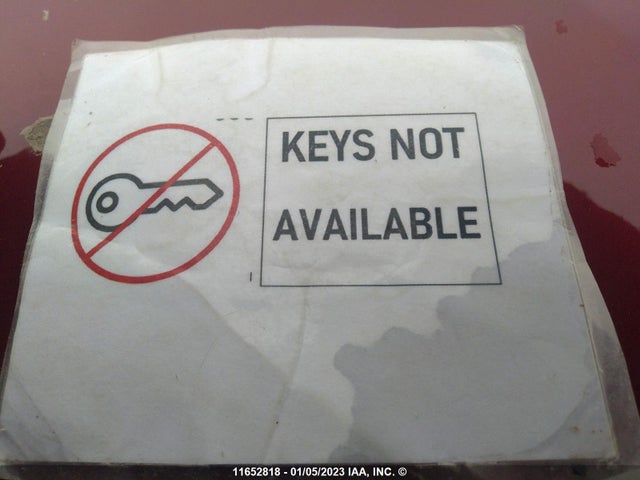 KEYS NOT
AVAILABLE
11652818 - 01/05/2023 IAA, INC. ©